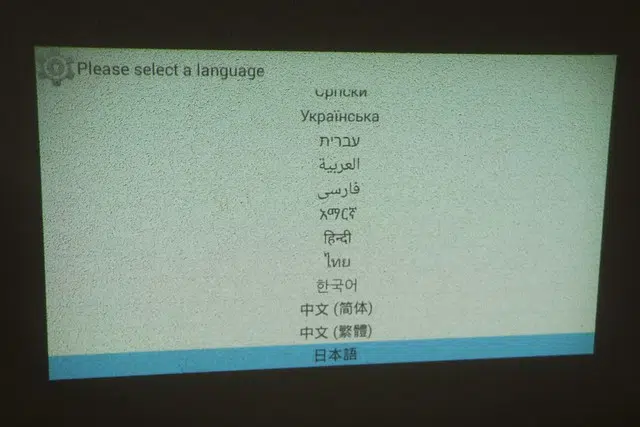 Please select a language
Српски
Українська
עברית
العربية
فارسی
አማርኛ
हिन्दी
ไทย
한국어
中文 (简体)
中文 (繁體)
日本語